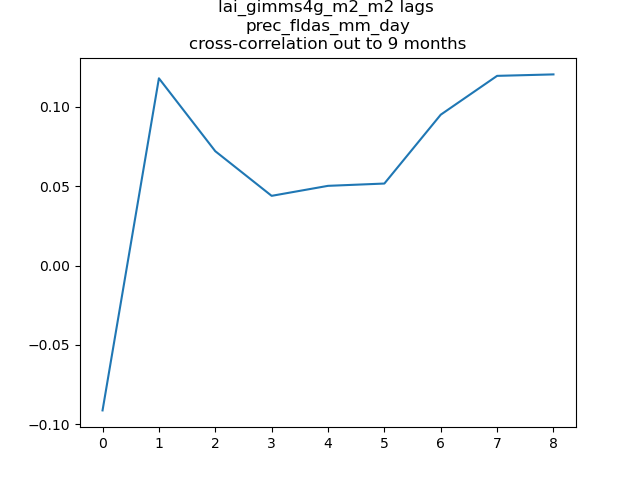 lai_gimms4g_m2_m2 lags
prec_fldas_mm_day
cross-correlation out to 9 months
0.10
0.05
0.00
−0.05
−0.10
0 1 2 3 4 5 6 7 8